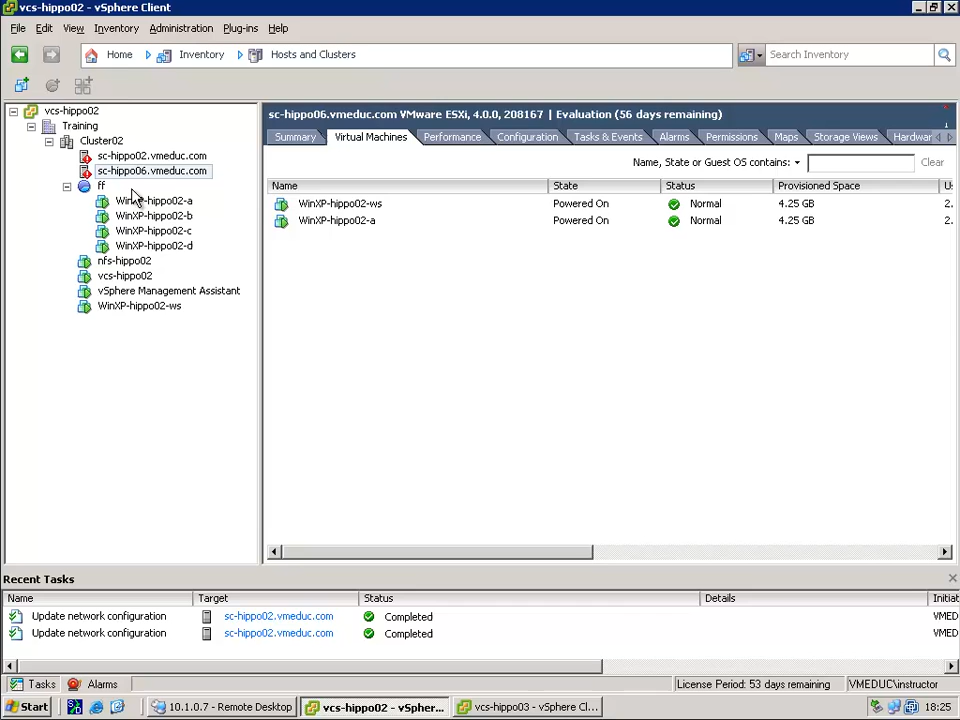 vcs-hippo02 - vSphere Client
File Edit View Inventory Administration Plug-ins Help
Home Inventory Hosts and Clusters Search Inventory
vcs-hippo02
Training
Cluster02
sc-hippo02.vmeduc.com
sc-hippo06.vmeduc.com
ff
WinXP-hippo02-a
WinXP-hippo02-b
WinXP-hippo02-c
WinXP-hippo02-d
nfs-hippo02
vcs-hippo02
vSphere Management Assistant
WinXP-hippo02-ws
sc-hippo06.vmeduc.com VMware ESXi, 4.0.0, 208167 | Evaluation (56 days remaining)
Summary Virtual Machines Performance Configuration Tasks & Events Alarms Permissions Maps Storage Views Hardwar
Name, State or Guest OS contains: Clear
Name State Status Provisioned Space U:
WinXP-hippo02-ws Powered On Normal 4.25 GB 2.
WinXP-hippo02-a Powered On Normal 4.25 GB 2.
Recent Tasks
Name Target Status Details Initiat
Update network configuration sc-hippo02.vmeduc.com Completed VMED
Update network configuration sc-hippo02.vmeduc.com Completed VMED
Tasks Alarms License Period: 53 days remaining VMEDUC\instructor
Start 10.1.0.7 - Remote Desktop vcs-hippo02 - vSpher... vcs-hippo03 - vSphere Cl... 18:25